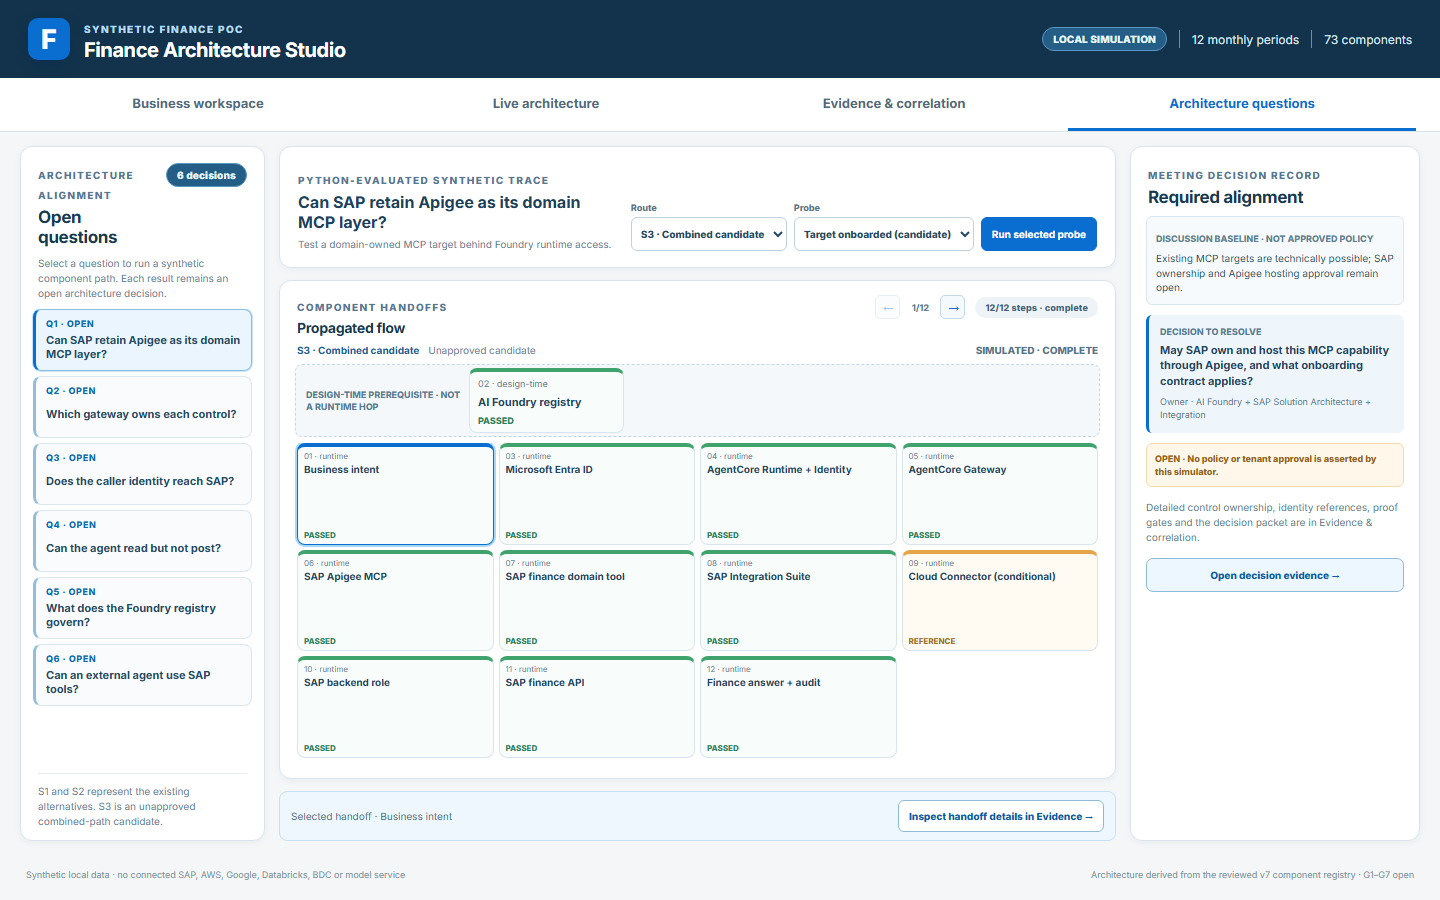 F
SYNTHETIC FINANCE POC
Finance Architecture Studio
LOCAL SIMULATION
12 monthly periods
73 components
Business workspace
Live architecture
Evidence & correlation
Architecture questions
ARCHITECTURE
ALIGNMENT
6 decisions
Open
questions
Select a question to run a synthetic
component path. Each result remains an
open architecture decision.
Q1 · OPEN
Can SAP retain Apigee as its domain
MCP layer?
Q2 · OPEN
Which gateway owns each control?
Q3 · OPEN
Does the caller identity reach SAP?
Q4 · OPEN
Can the agent read but not post?
Q5 · OPEN
What does the Foundry registry
govern?
Q6 · OPEN
Can an external agent use SAP
tools?
S1 and S2 represent the existing
alternatives. S3 is an unapproved
combined-path candidate.
PYTHON-EVALUATED SYNTHETIC TRACE
Can SAP retain Apigee as its domain
MCP layer?
Test a domain-owned MCP target behind Foundry runtime access.
Route
S3 · Combined candidate
Probe
Target onboarded (candidate)
Run selected probe
COMPONENT HANDOFFS
Propagated flow
←
1/12
→
12/12 steps · complete
S3 · Combined candidate
Unapproved candidate
SIMULATED · COMPLETE
DESIGN-TIME PREREQUISITE · NOT
A RUNTIME HOP
02 · design-time
AI Foundry registry
PASSED
01 · runtime
Business intent
PASSED
03 · runtime
Microsoft Entra ID
PASSED
04 · runtime
AgentCore Runtime + Identity
PASSED
05 · runtime
AgentCore Gateway
PASSED
06 · runtime
SAP Apigee MCP
PASSED
07 · runtime
SAP finance domain tool
PASSED
08 · runtime
SAP Integration Suite
PASSED
09 · runtime
Cloud Connector (conditional)
REFERENCE
10 · runtime
SAP backend role
PASSED
11 · runtime
SAP finance API
PASSED
12 · runtime
Finance answer + audit
PASSED
Selected handoff · Business intent
Inspect handoff details in Evidence →
MEETING DECISION RECORD
Required alignment
DISCUSSION BASELINE · NOT APPROVED POLICY
Existing MCP targets are technically possible; SAP
ownership and Apigee hosting approval remain
open.
DECISION TO RESOLVE
May SAP own and host this MCP capability
through Apigee, and what onboarding
contract applies?
Owner · AI Foundry + SAP Solution Architecture +
Integration
OPEN · No policy or tenant approval is asserted by
this simulator.
Detailed control ownership, identity references, proof
gates and the decision packet are in Evidence &
correlation.
Open decision evidence →
Synthetic local data · no connected SAP, AWS, Google, Databricks, BDC or model service
Architecture derived from the reviewed v7 component registry · G1–G7 open